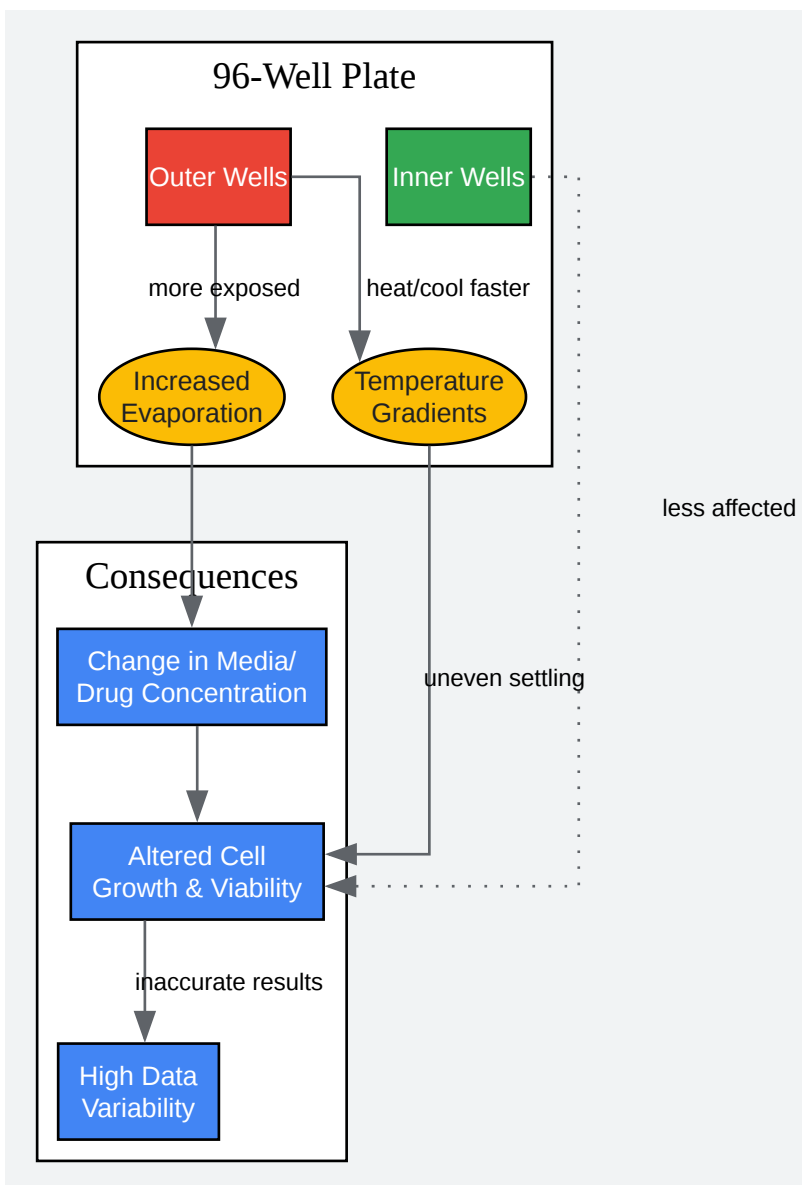 96-Well Plate
Outer Wells
Inner Wells
more exposed
heat/cool faster
Increased
Evaporation
Temperature
Gradients
less affected
Consequences
Change in Media/
Drug Concentration
uneven settling
Altered Cell
Growth & Viability
inaccurate results
High Data
Variability